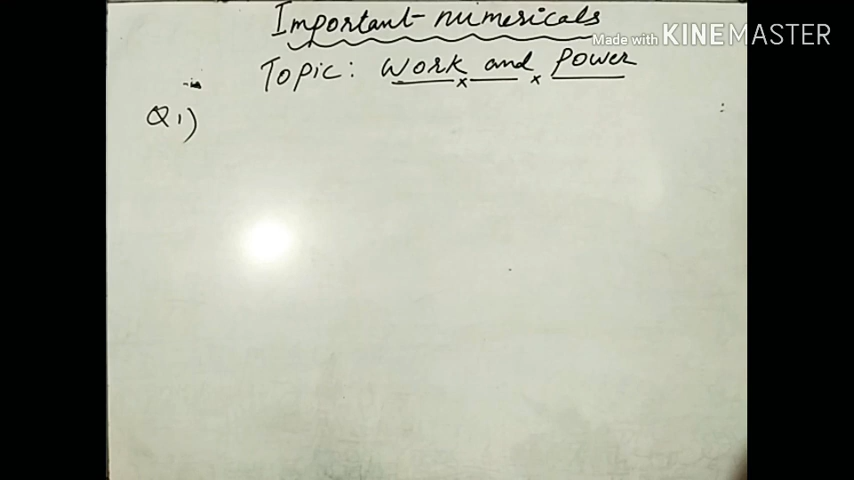 Important numericals
Made with KINEMASTER
Topic: Work and Power
Q1)